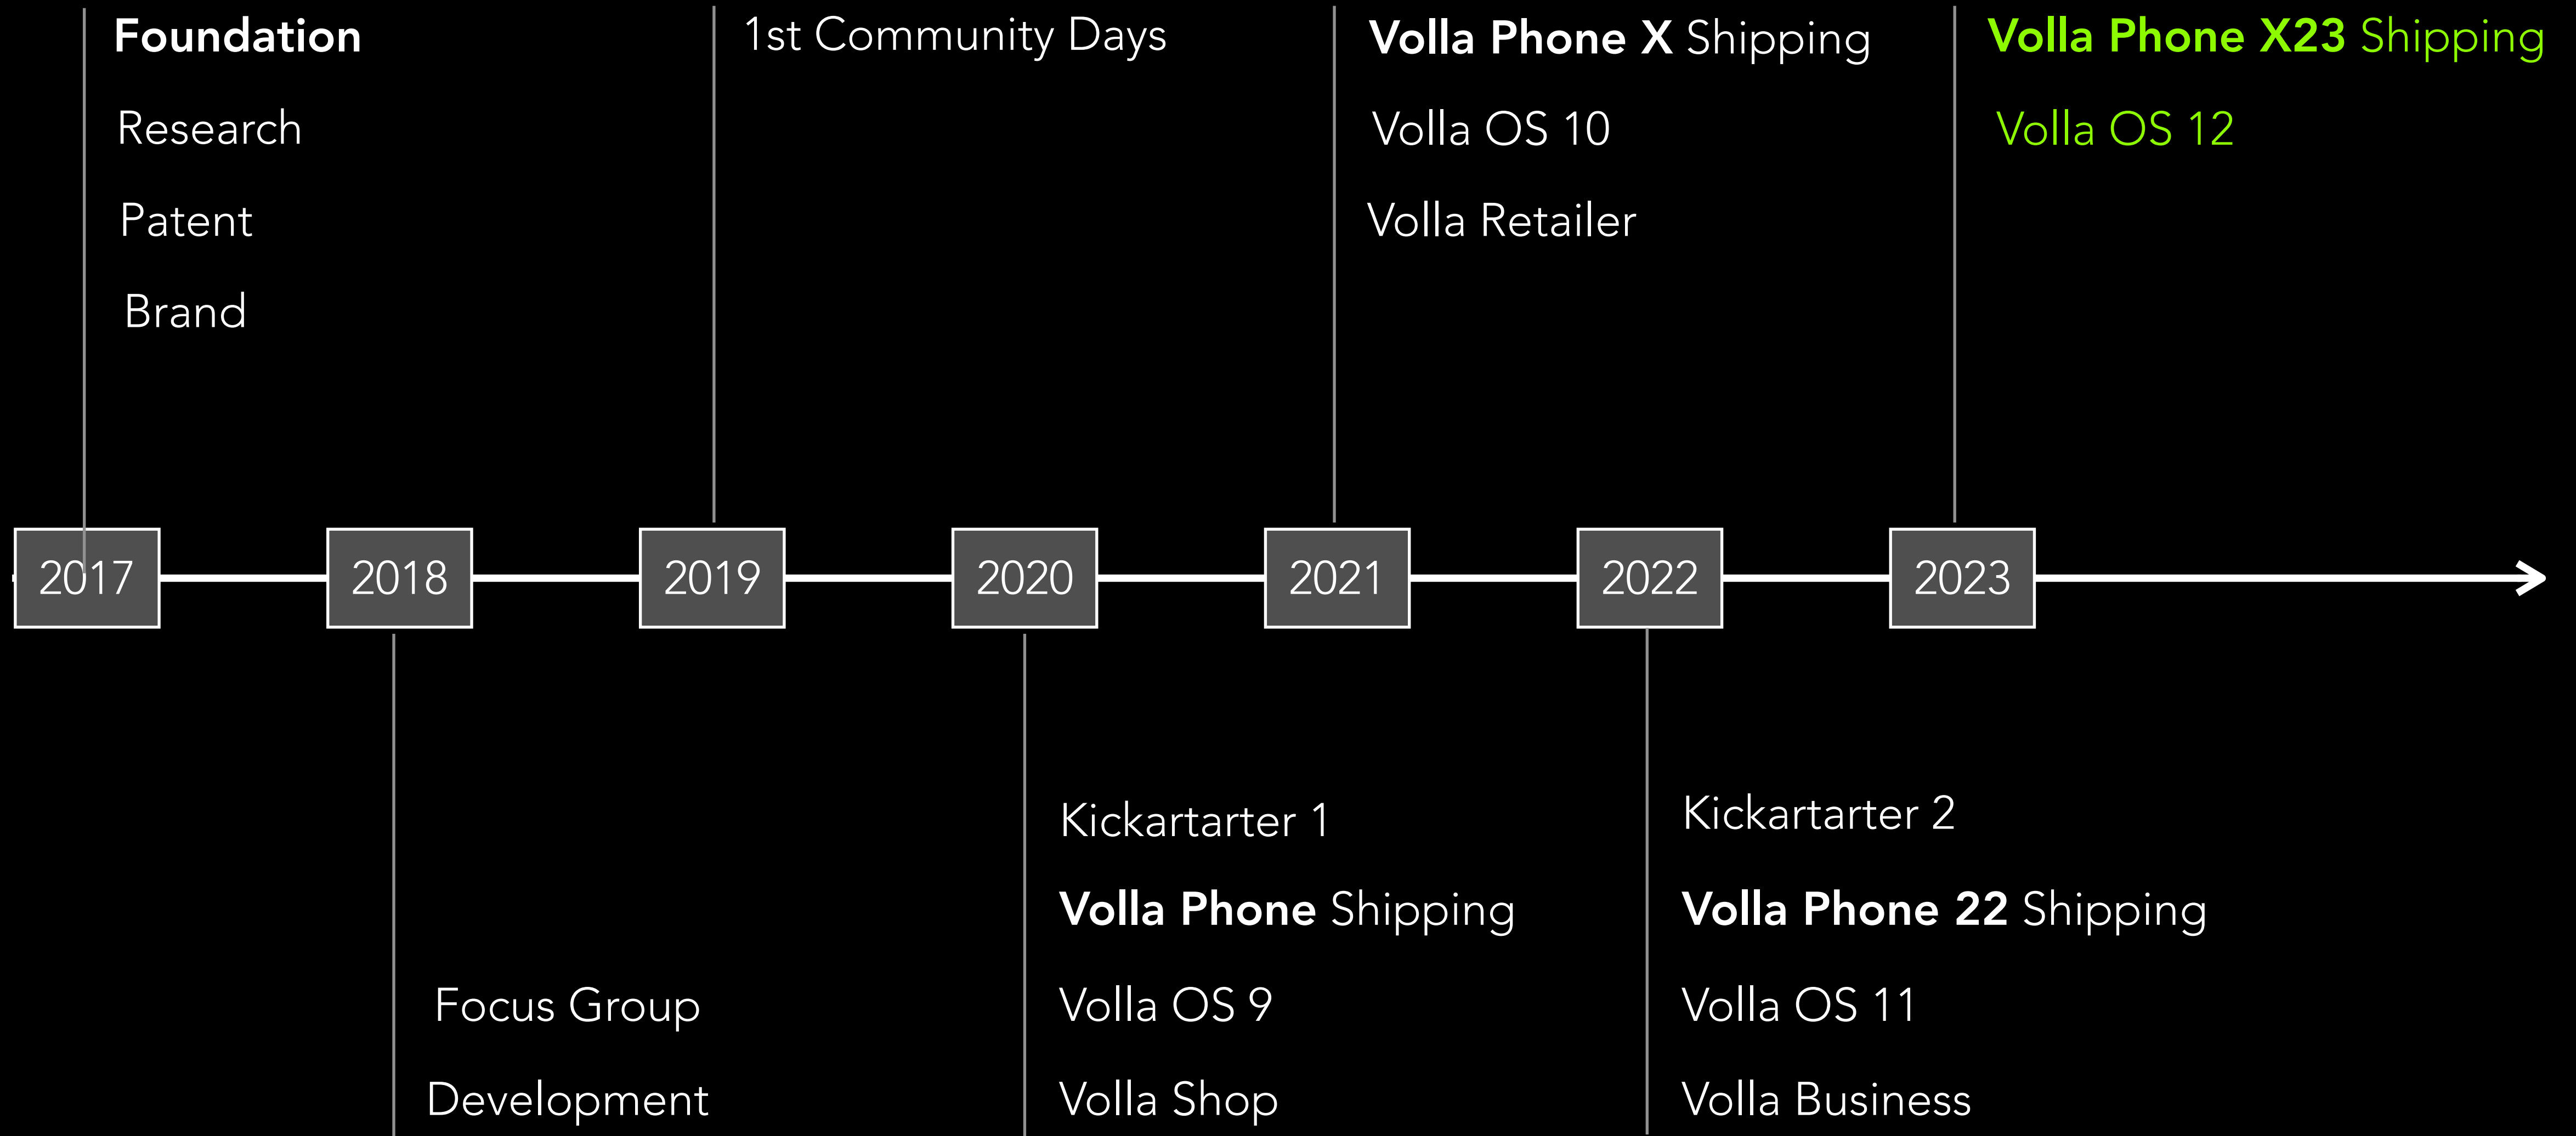 Foundation
Research
Patent
Brand
1st Community Days
Volla Phone X Shipping
Volla OS 10
Volla Retailer
Volla Phone X23 Shipping
Volla OS 12
2017
2018
2019
2020
2021
2022
2023
Focus Group
Development
Kickartarter 1
Volla Phone Shipping
Volla OS 9
Volla Shop
Kickartarter 2
Volla Phone 22 Shipping
Volla OS 11
Volla Business